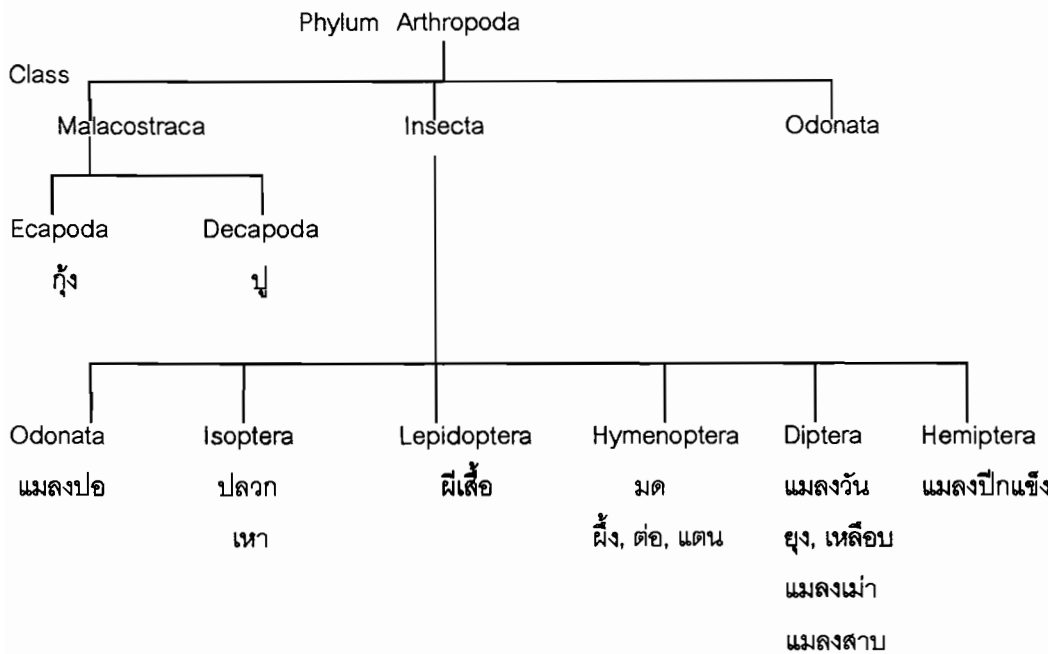 Phylum Arthropoda
Class
Malacostraca Insecta Odonata
Ecapoda Decapoda
กุ้ง ปู
Odonata Isoptera Lepidoptera Hymenoptera Diptera Hemiptera
แมลงปอ ปลวก ผีเสื้อ มด แมลงวัน แมลงปีกแข็ง
เหา ผึ้ง, ต่อ, แตน ยุง, เหลือบ
แมลงเม่า
แมลงสาบ